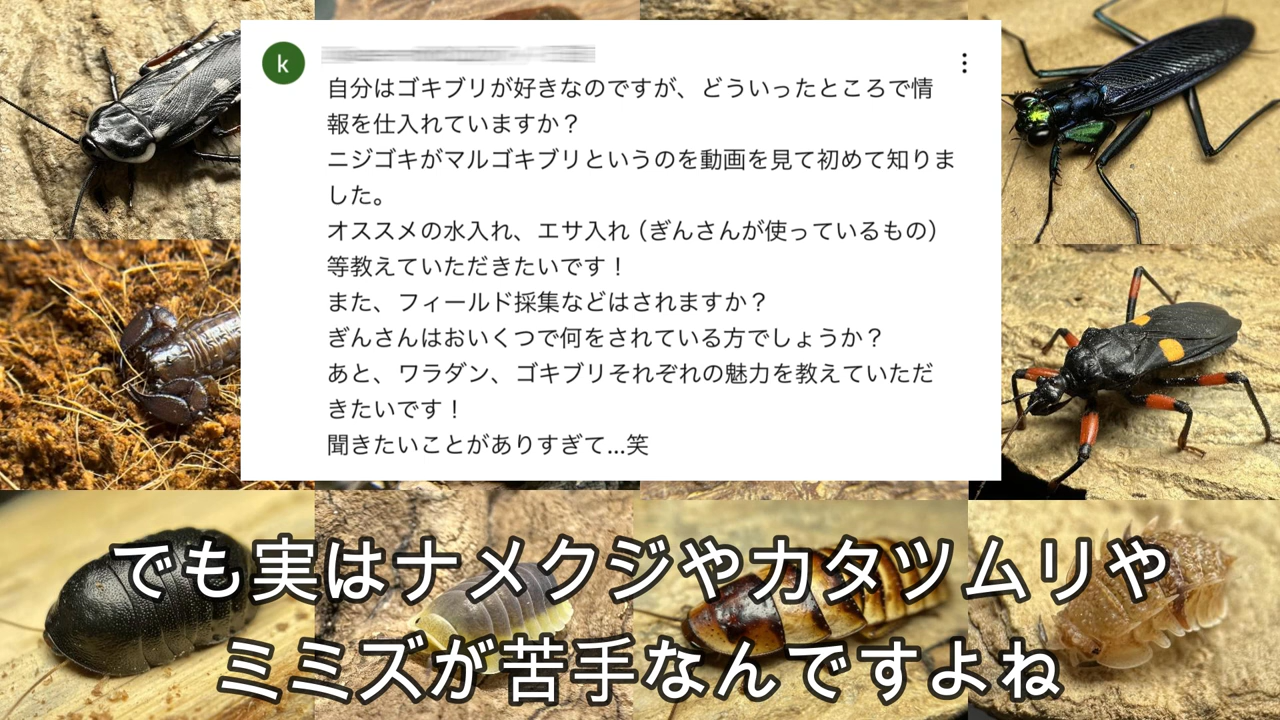 k
自分はゴキブリが好きなのですが、どういったところで情
報を仕入れていますか？
ニジゴキがマルゴキブリというのを動画を見て初めて知りま
した。
オススメの水入れ、エサ入れ（ぎんさんが使っているもの）
等教えていただきたいです！
また、フィールド採集などはされますか？
ぎんさんはおいくつで何をされている方でしょうか？
あと、ワラダン、ゴキブリそれぞれの魅力を教えていただ
きたいです！
聞きたいことがありすぎて...笑
でも実はナメクジやカタツムリや
ミミズが苦手なんですよね